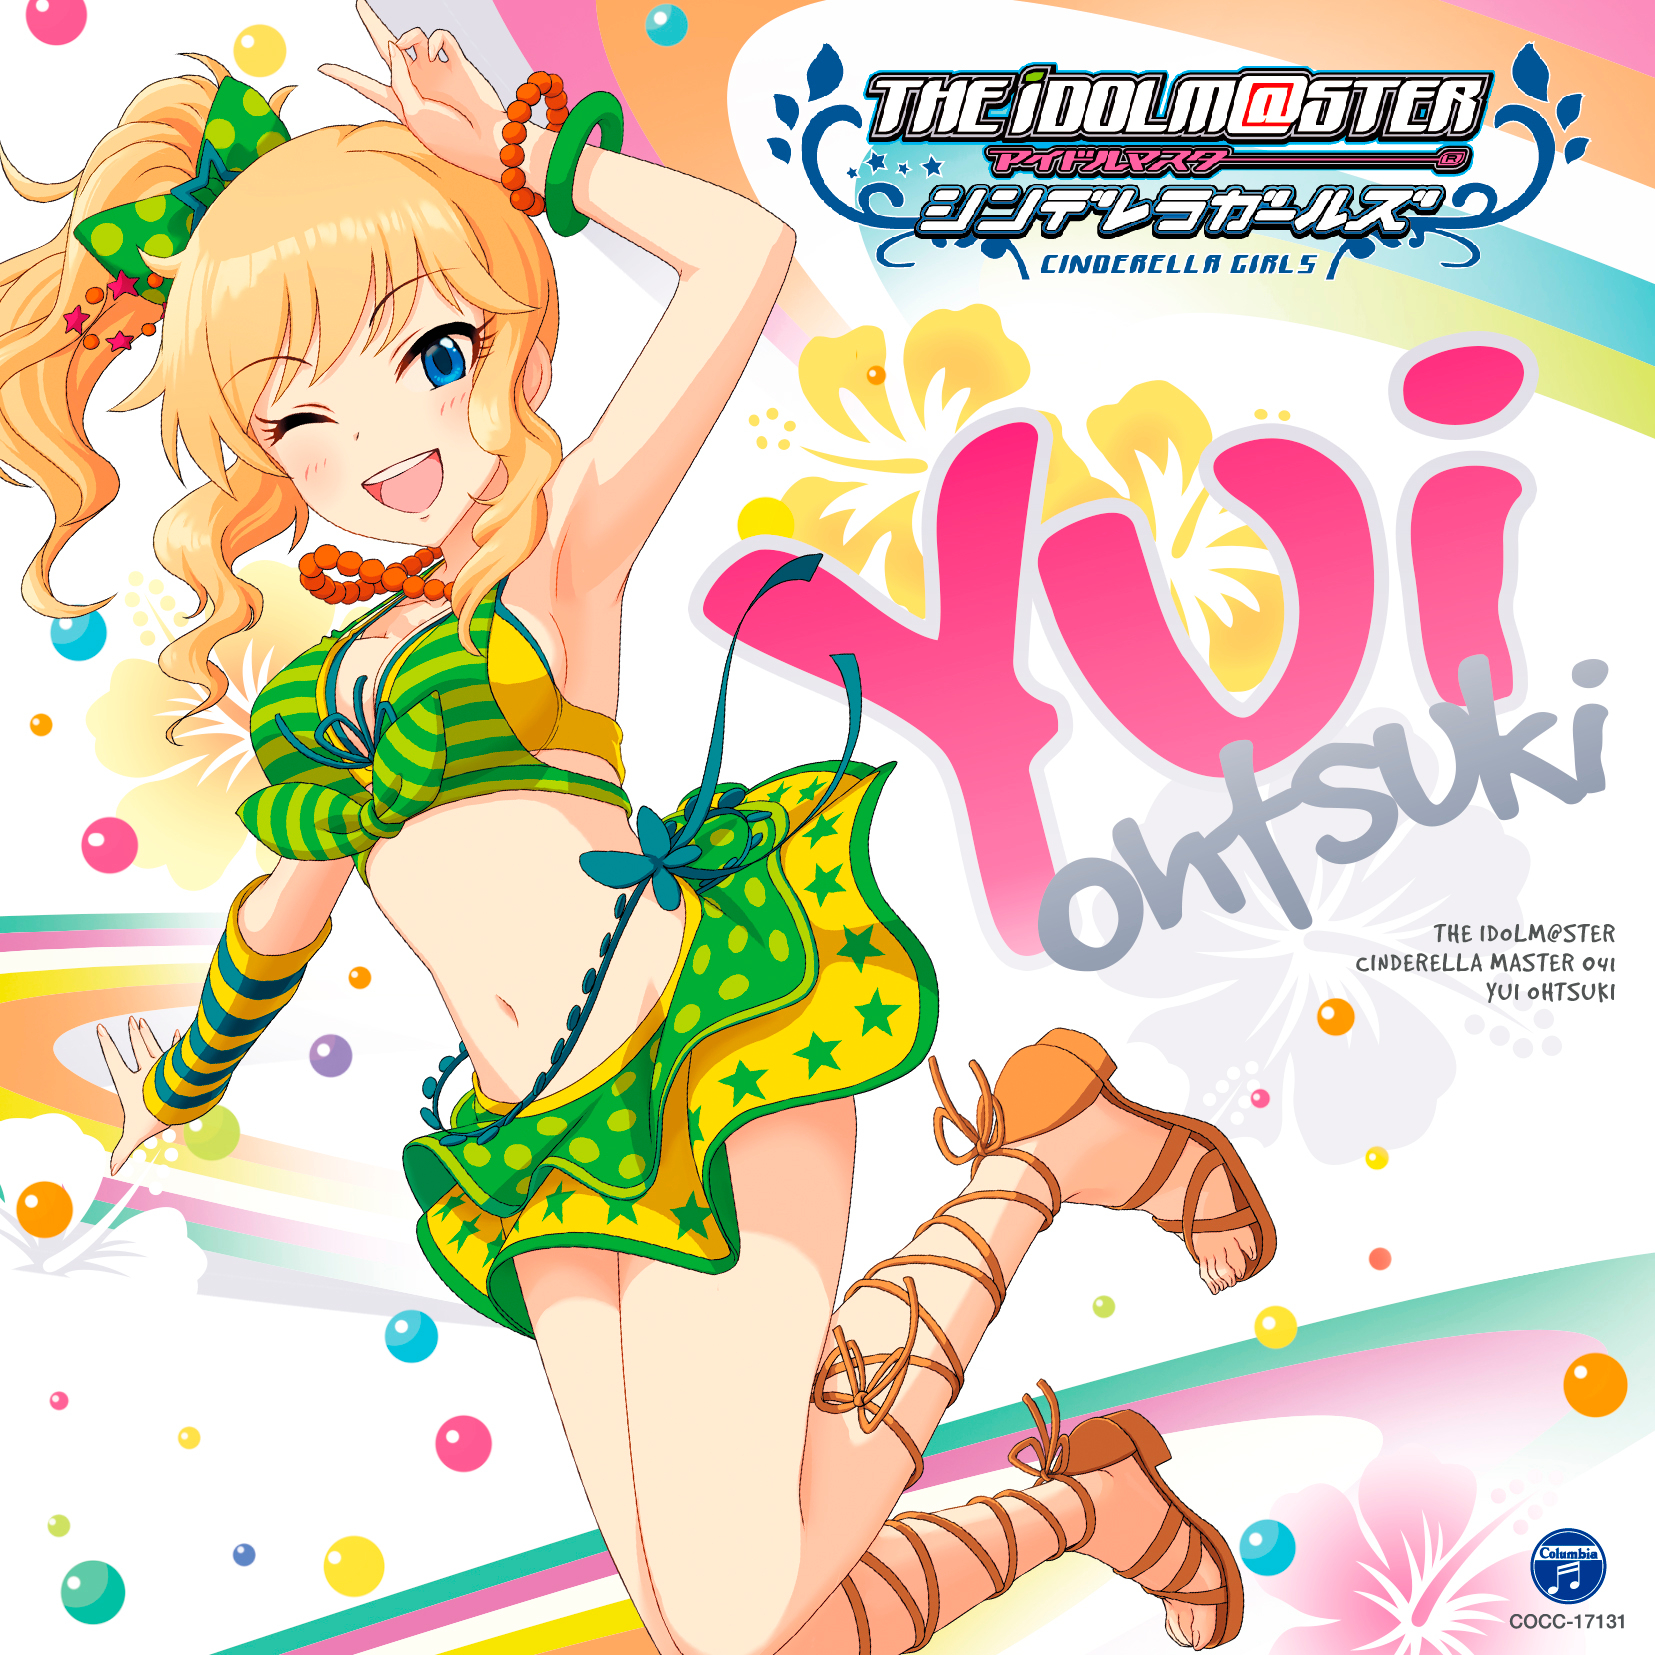 THE iDOLM@STER
アイドルマスター
シンデレラガールズ
CINDERELLA GIRLS
Yui
ohtsuki
THE IDOLM@STER
CINDERELLA MASTER 041
YUI OHTSUKI
Columbia
COCC-17131